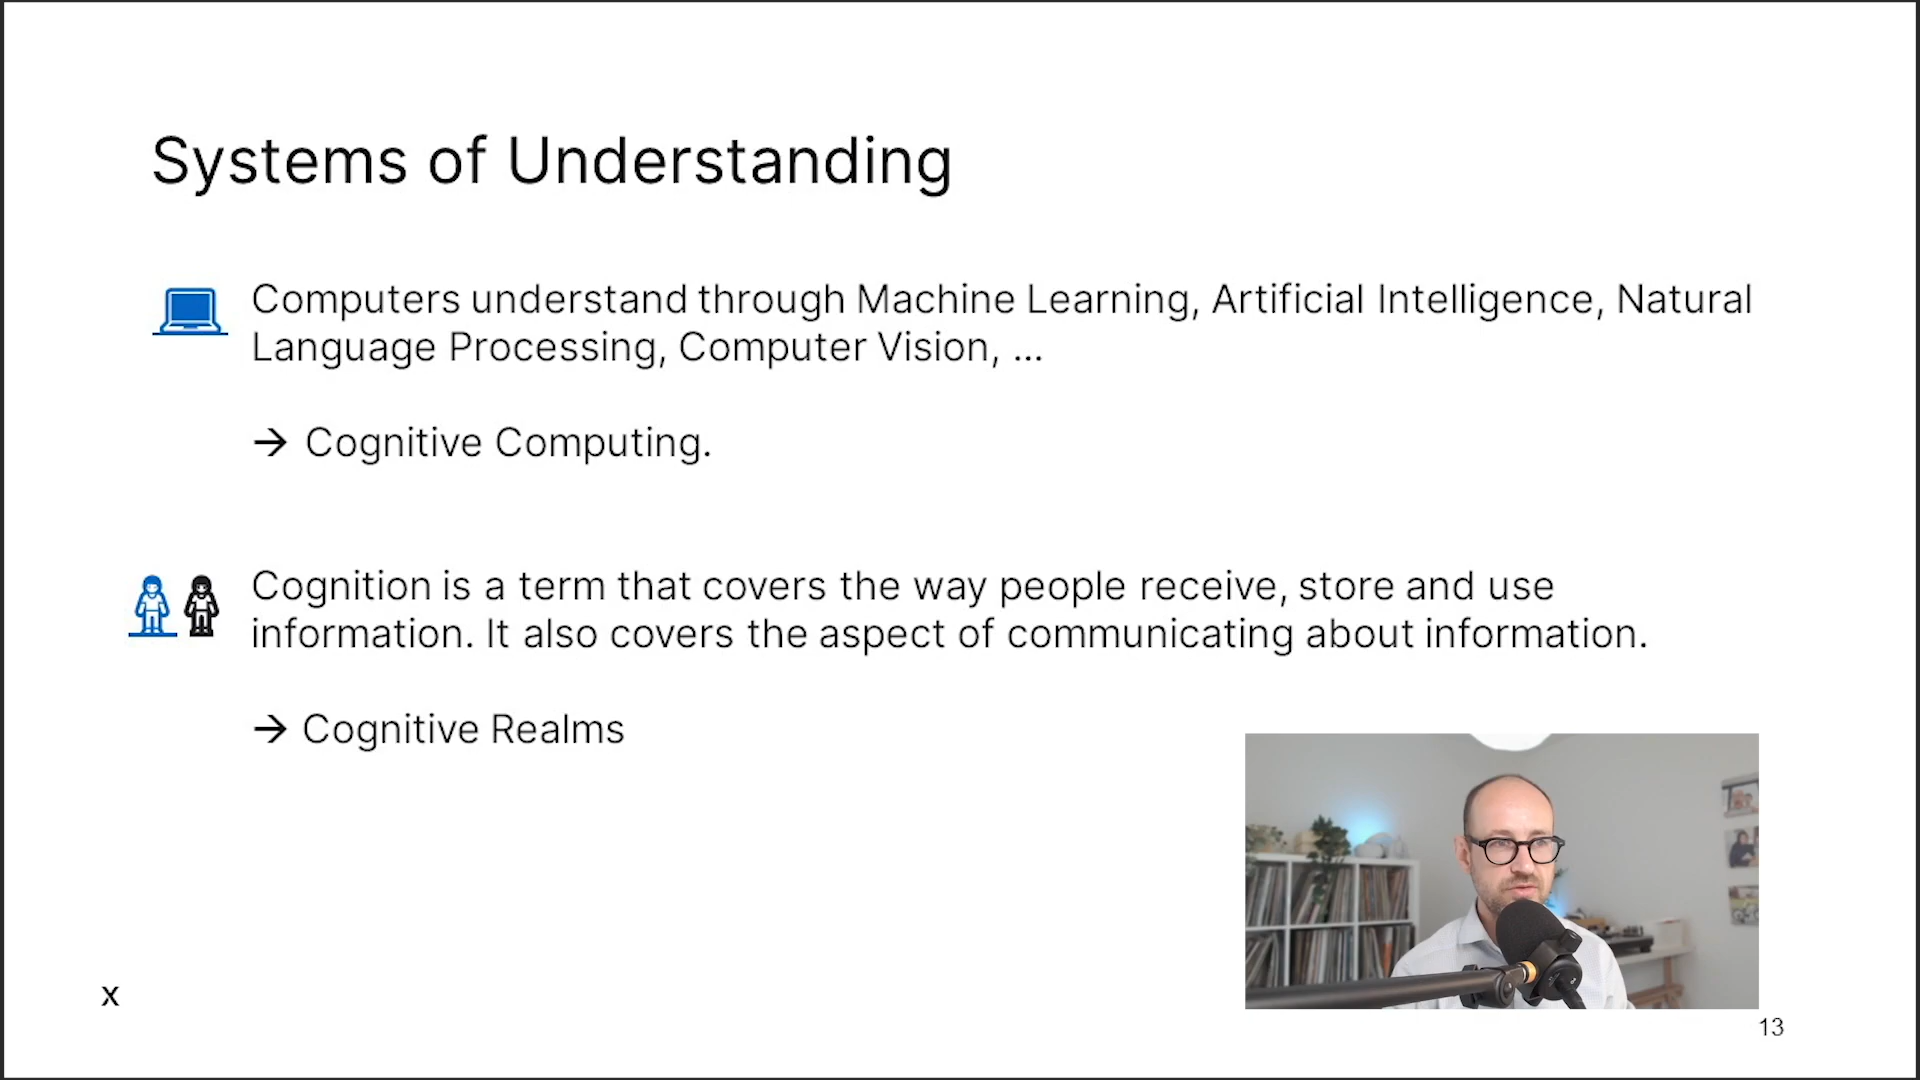 Systems of Understanding
Computers understand through Machine Learning, Artificial Intelligence, Natural
Language Processing, Computer Vision, ...
→ Cognitive Computing.
Cognition is a term that covers the way people receive, store and use
information. It also covers the aspect of communicating about information.
→ Cognitive Realms
x
13